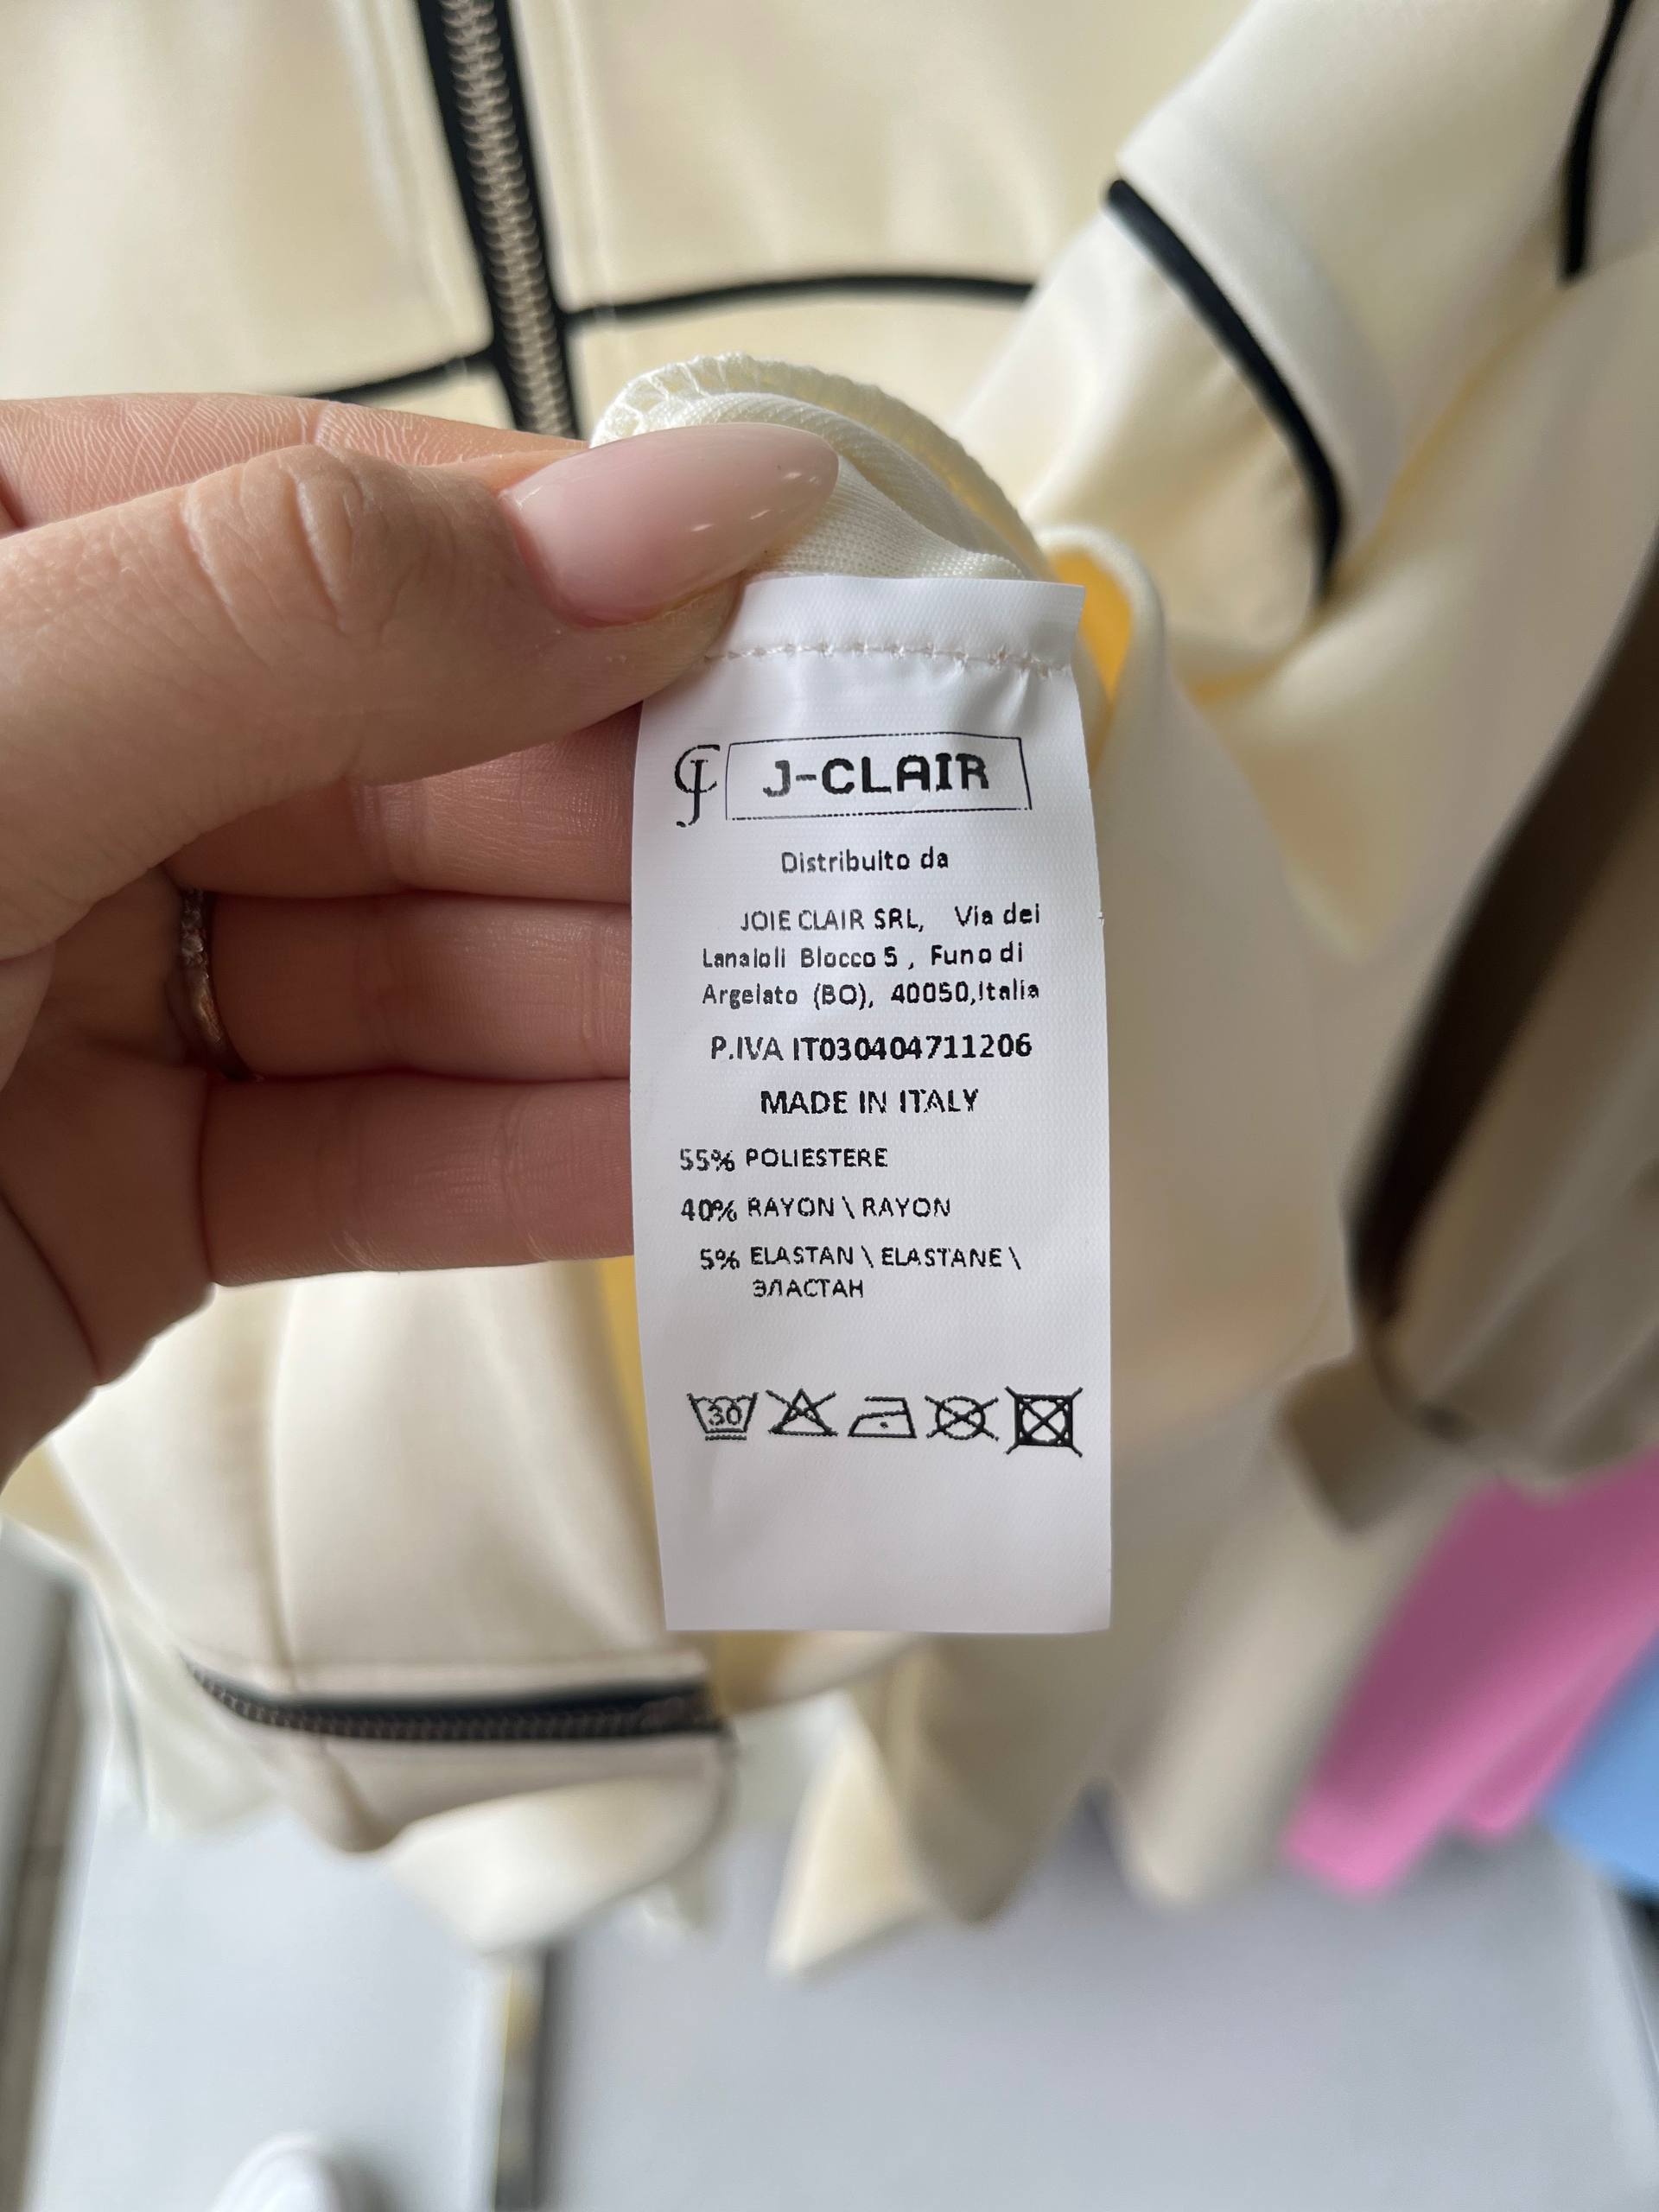 J-CLAIR
Distribuito da
JOIE CLAIR SRL, Via dei
Lanaioli Blocco 5 , Funo di
Argelato (BO), 40050,Italia
P.IVA IT030404711206
MADE IN ITALY
55% POLIESTERE
40% RAYON \ RAYON
5% ELASTAN \ ELASTANE \
ЭЛАСТАН
30